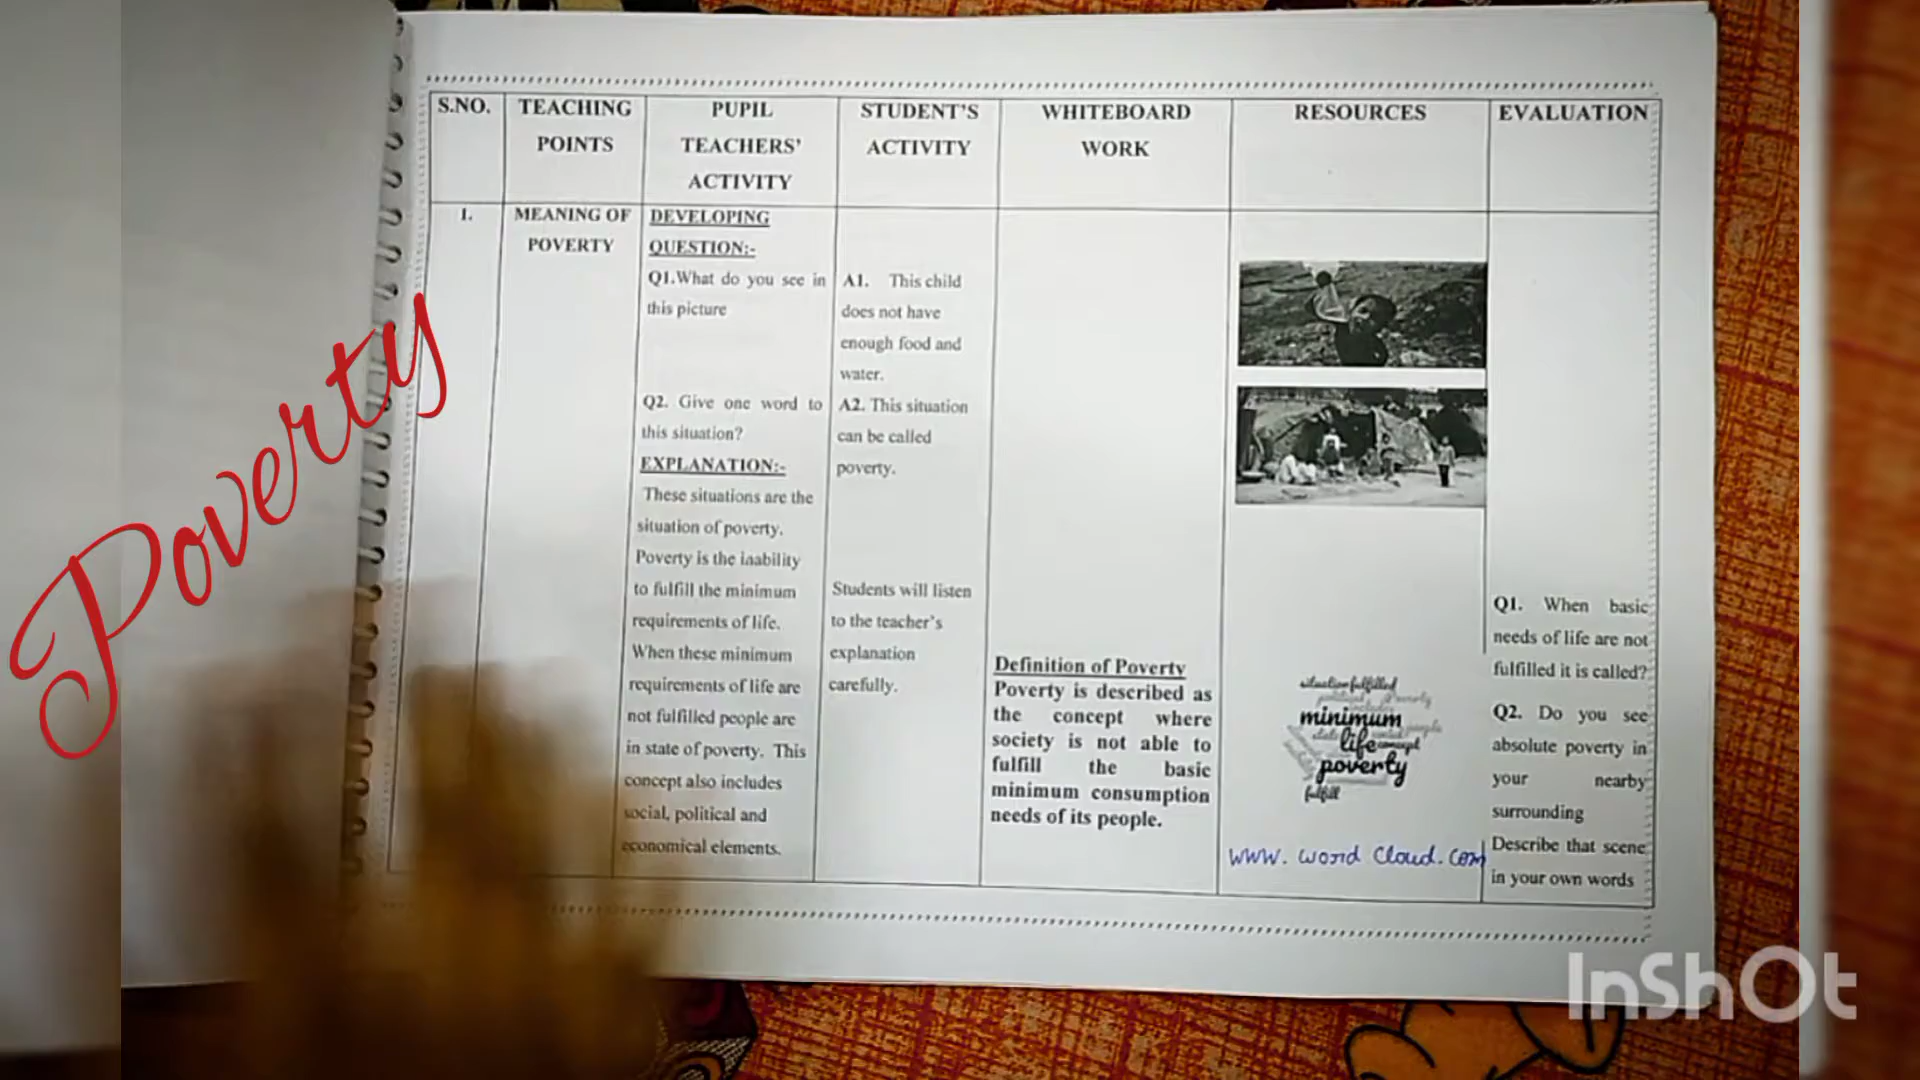 Poverty
S.NO.
TEACHING
POINTS
PUPIL
TEACHERS'
ACTIVITY
STUDENT'S
ACTIVITY
WHITEBOARD
WORK
RESOURCES
EVALUATION
1.
MEANING OF
POVERTY
DEVELOPING
QUESTION:-
Q1.What do you see in
this picture
Q2. Give one word to
this situation?
EXPLANATION:-
These situations are the
situation of poverty.
Poverty is the inability
to fulfill the minimum
requirements of life.
When these minimum
requirements of life are
not fulfilled people are
in state of poverty. This
concept also includes
social, political and
economical elements.
A1. This child
does not have
enough food and
water.
A2. This situation
can be called
poverty.
Students will listen
to the teacher's
explanation
carefully.
Definition of Poverty
Poverty is described as
the concept where
society is not able to
fulfill the basic
minimum consumption
needs of its people.
situation fulfilled
minimum
life concept
poverty
fulfill
www. word cloud.com
Q1. When basic
needs of life are not
fulfilled it is called?
Q2. Do you see
absolute poverty in
your nearby
surrounding
Describe that scene
in your own words
InShOt